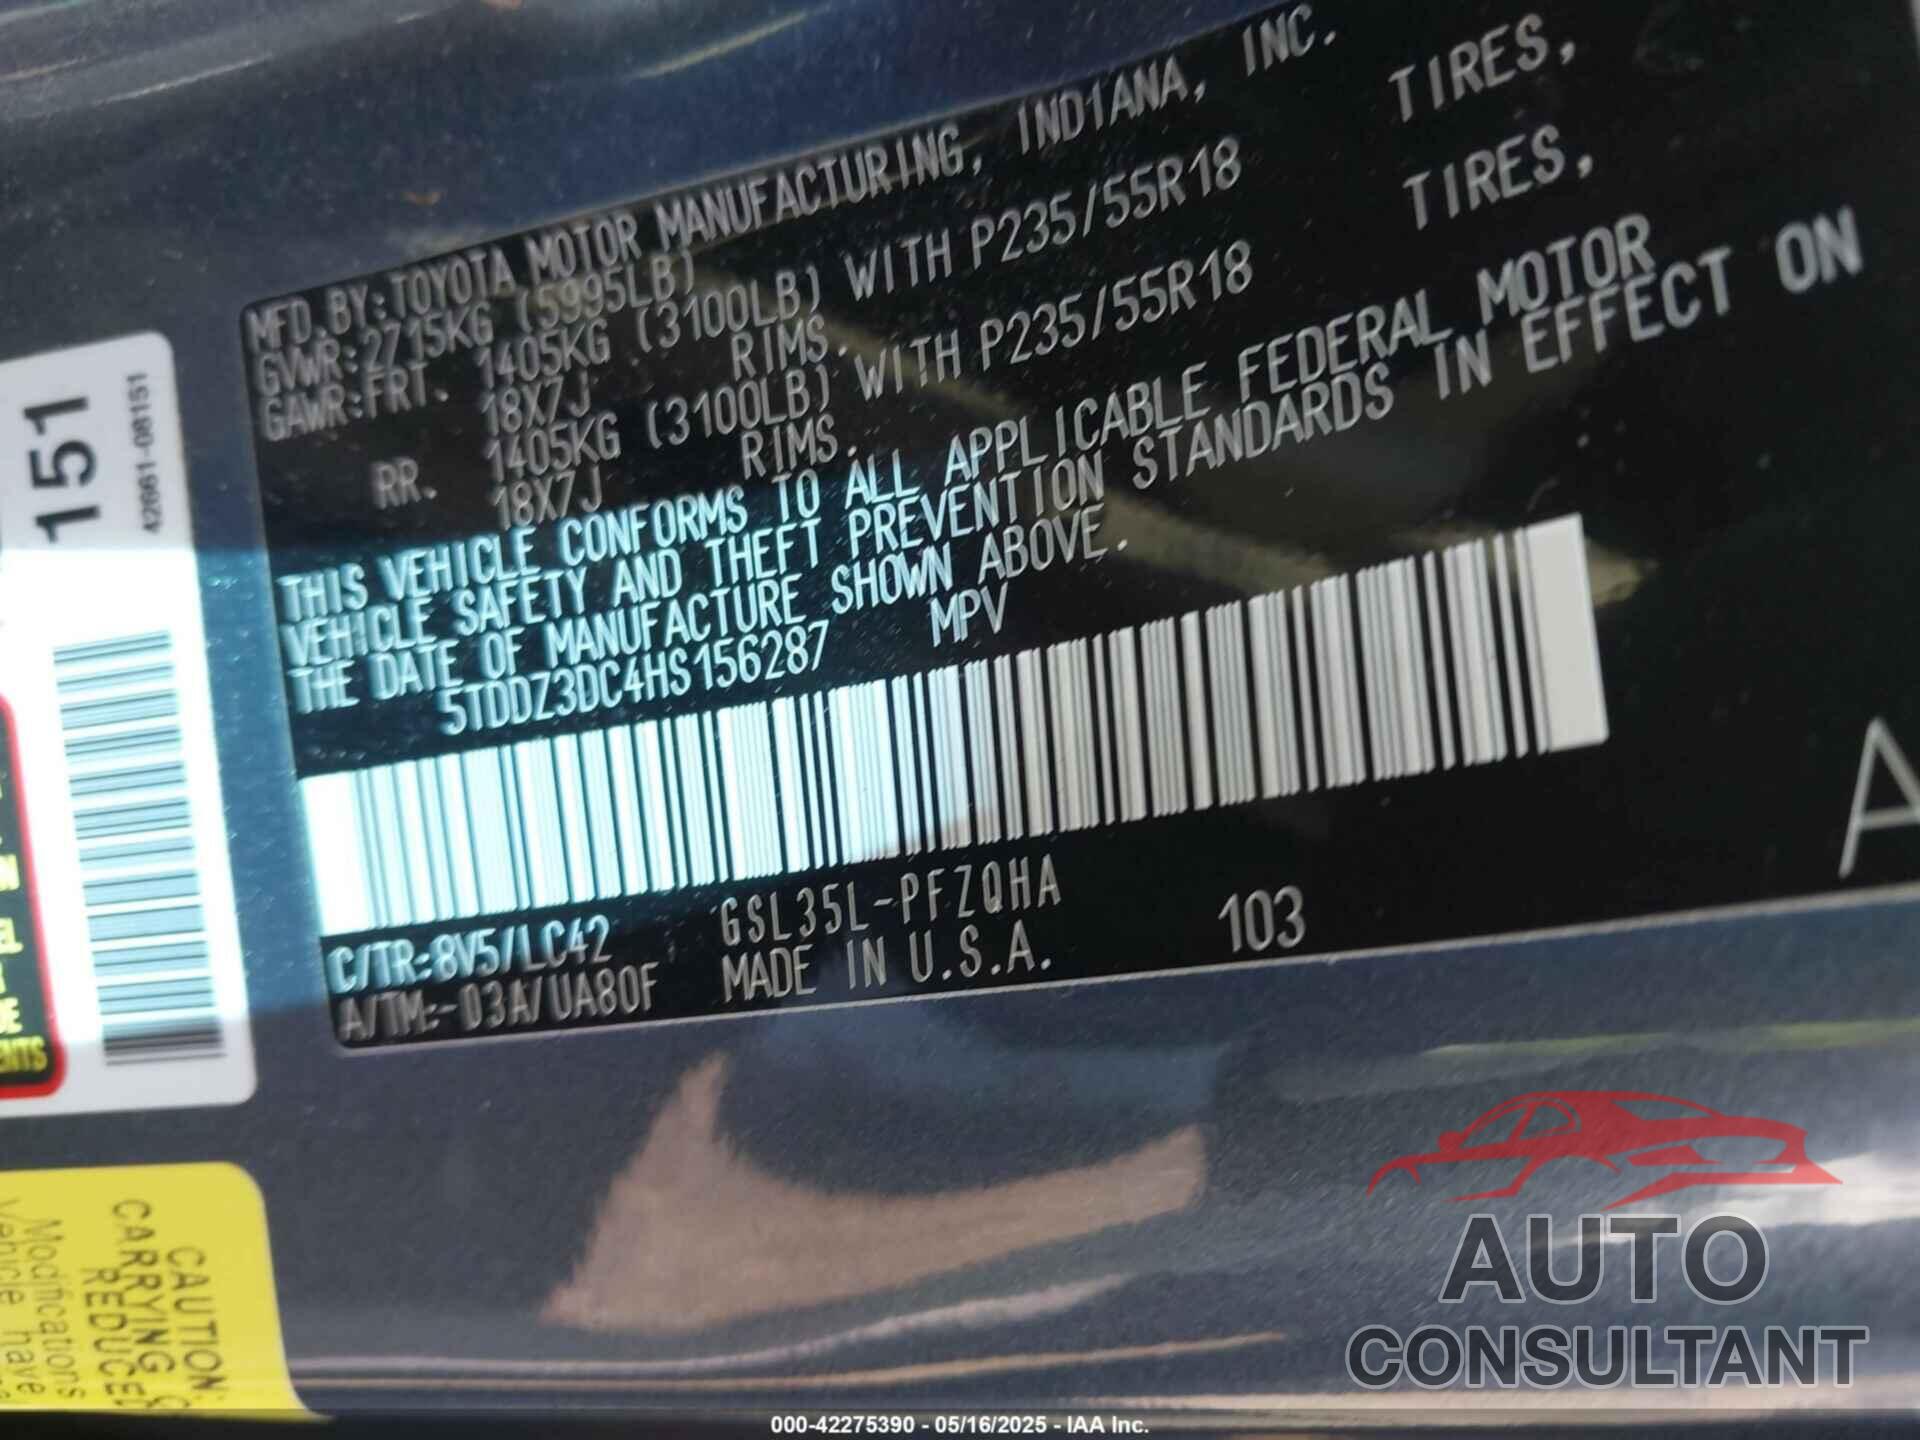 MFD.BY:TOYOTA MOTOR MANUFACTURING, INDIANA, INC.
GVWR:2715KG (5995LB)
GAWR:FRT. 1405KG (3100LB) WITH P235/55R18 TIRES,
18X7J RIMS.
RR. 1405KG (3100LB) WITH P235/55R18 TIRES,
18X7J RIMS.
THIS VEHICLE CONFORMS TO ALL APPLICABLE FEDERAL MOTOR
VEHICLE SAFETY AND THEFT PREVENTION STANDARDS IN EFFECT ON
THE DATE OF MANUFACTURE SHOWN ABOVE.
5TDDZ3DC4HS156287 MPV
C/TR:8V5/LC42 GSL35L-PFZQHA
A/TM:-03A/UA80F MADE IN U.S.A. 103
A
151
42661-08151
CAUTION:
CARRYING
REDUCED
Modifications
vehicle have
AUTO
CONSULTANT
000-42275390 - 05/16/2025 - IAA Inc.